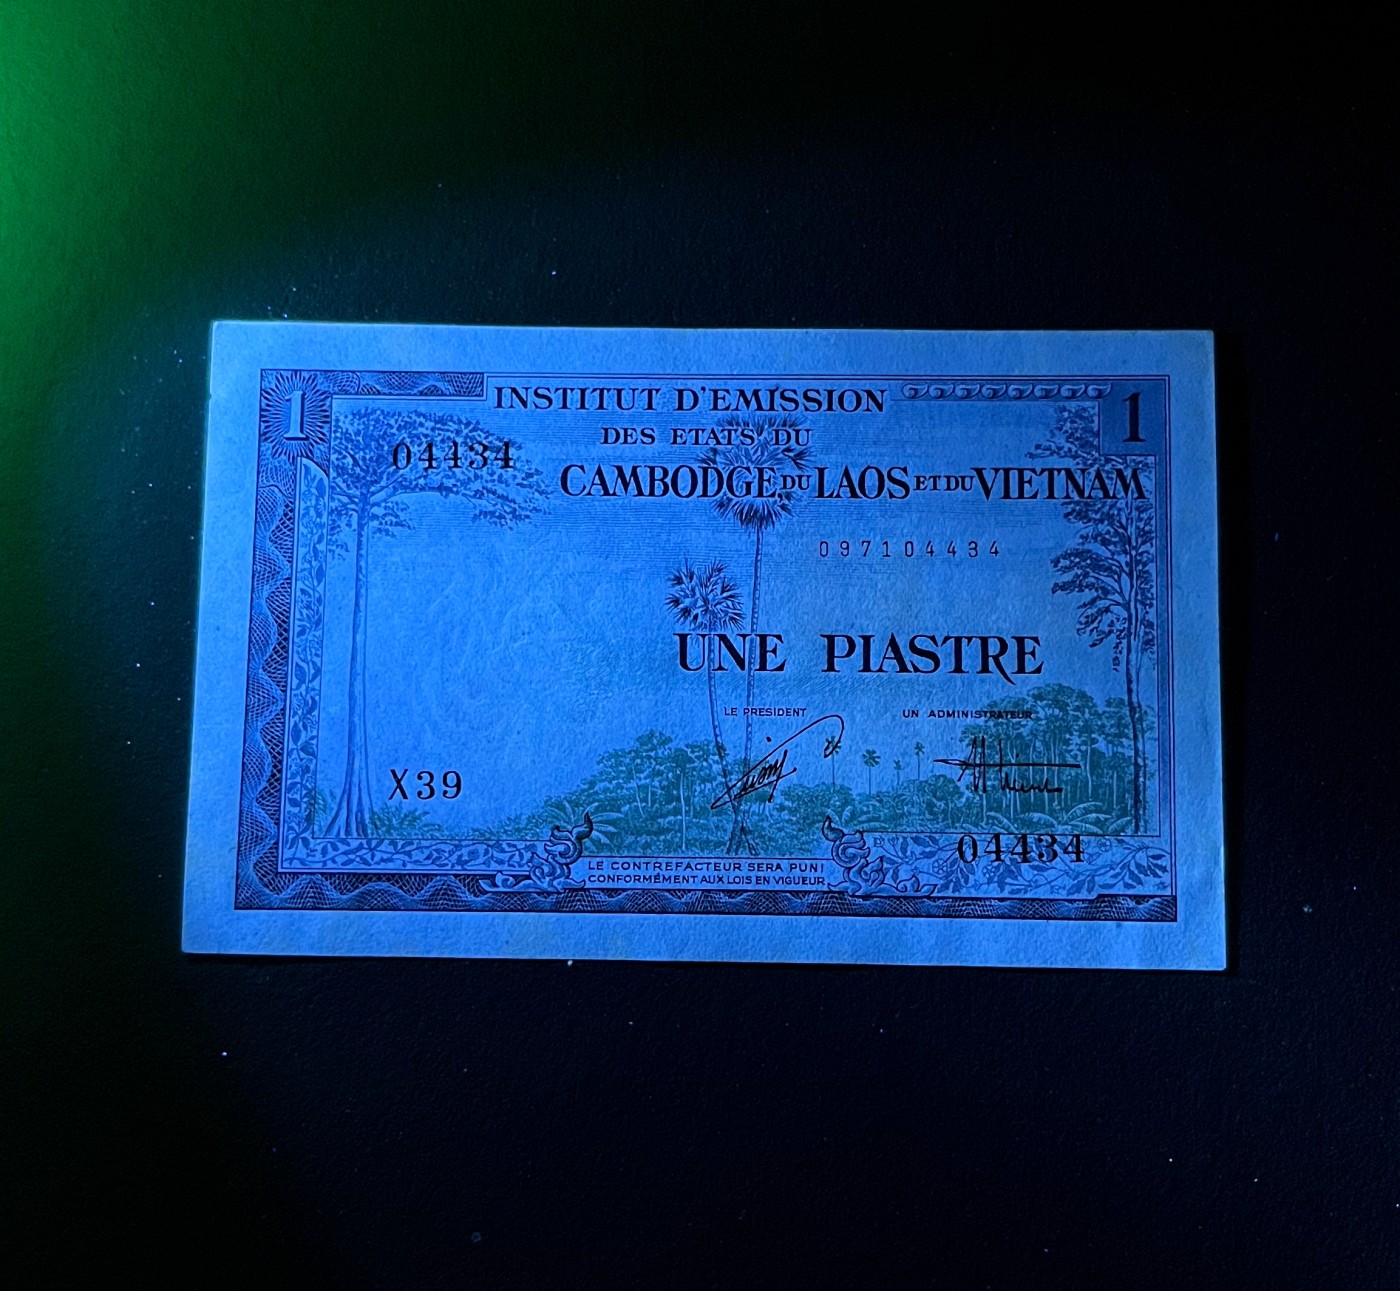 1
INSTITUT D'EMISSION
1
DES ETATS DU
04434
CAMBODGE DU LAOS ET DU VIETNAM
097104434
UNE PIASTRE
LE PRESIDENT
UN ADMINISTRATEUR
X39
04434
LE CONTREFACTEUR SERA PUNI
CONFORMÉMENT AUX LOIS EN VIGUEUR